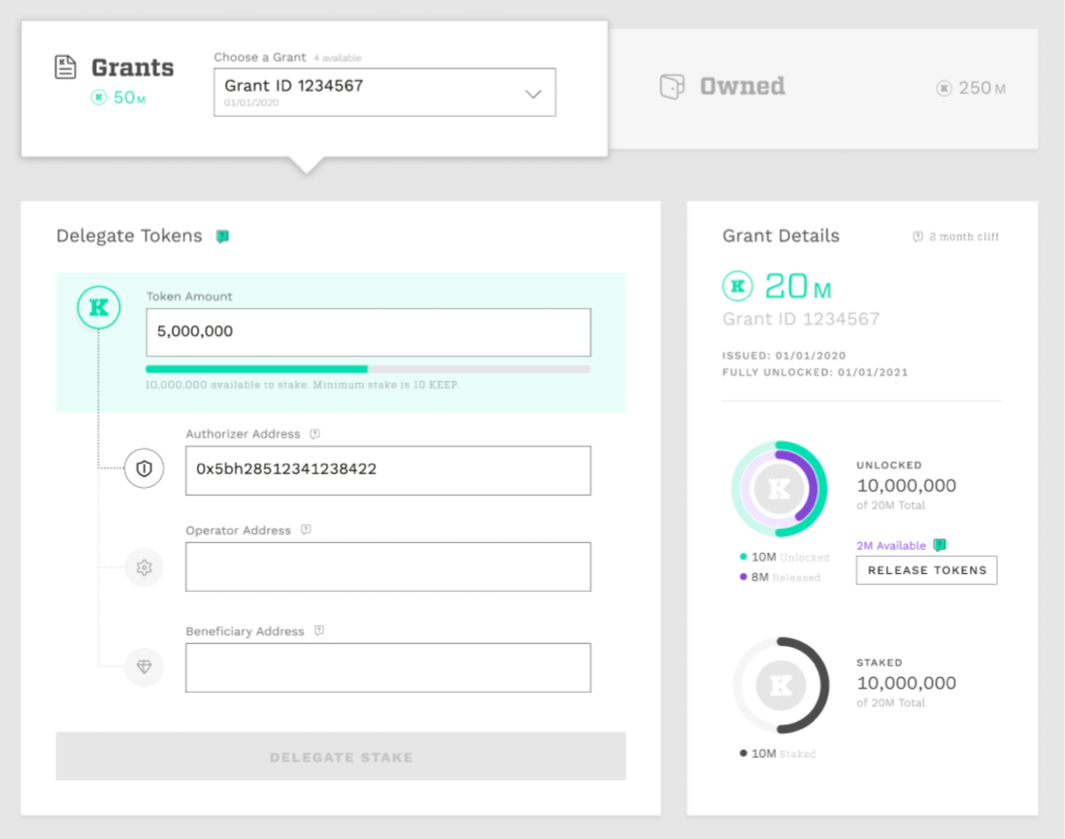 Grants
50M
Choose a Grant 4 available
Grant ID 1234567
01/01/2020
Owned
250 M
Delegate Tokens
Token Amount
5,000,000
10,000,000 available to stake. Minimum stake is 10 KEEP.
Authorizer Address
0x5bh28512341238422
Operator Address
Beneficiary Address
DELEGATE STAKE
Grant Details
2 month cliff
K 20 M
Grant ID 1234567
ISSUED: 01/01/2020
FULLY UNLOCKED: 01/01/2021
UNLOCKED
10,000,000
of 20M Total
10M Unlocked
8M Released
2M Available
RELEASE TOKENS
STAKED
10,000,000
of 20M Total
10M Staked